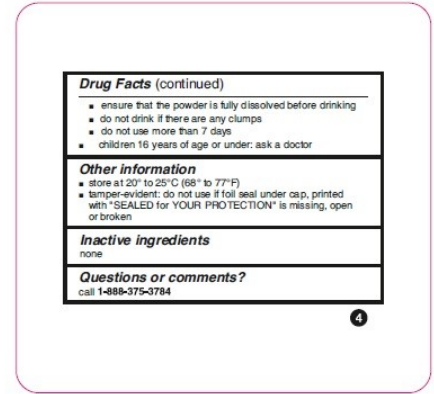 Drug Facts (continued)
▪ ensure that the powder is fully dissolved before drinking
▪ do not drink if there are any clumps
▪ do not use more than 7 days
▪ children 16 years of age or under: ask a doctor
Other information
▪ store at 20° to 25°C (68° to 77°F)
▪ tamper-evident: do not use if foil seal under cap, printed
with "SEALED for YOUR PROTECTION" is missing, open
or broken
Inactive ingredients
none
Questions or comments?
call 1-888-375-3784
4